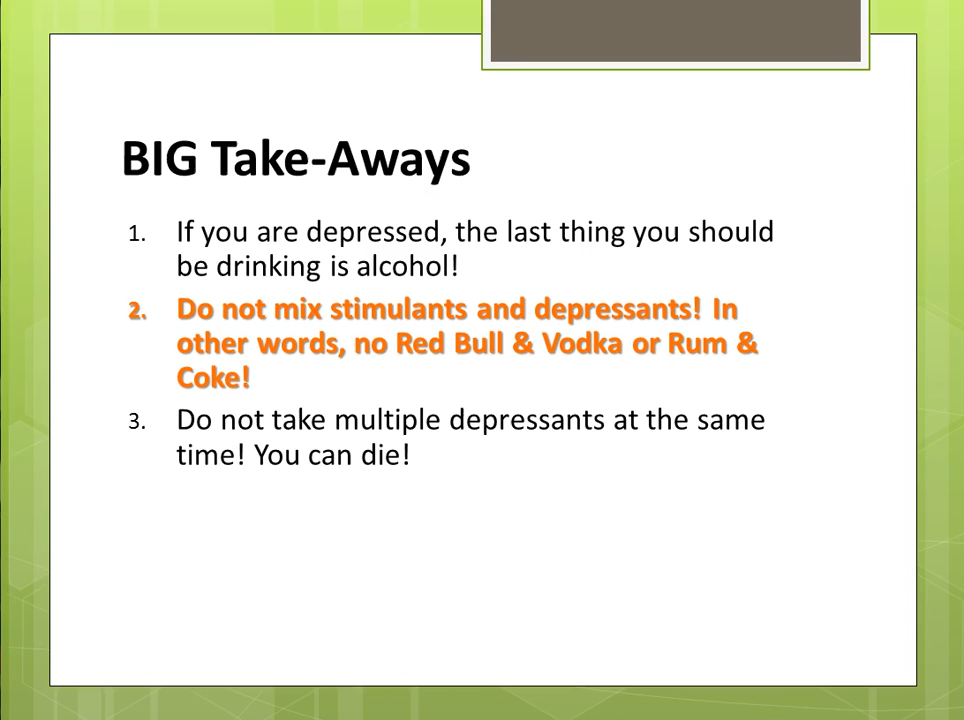 BIG Take-Aways
1. If you are depressed, the last thing you should
be drinking is alcohol!
2. Do not mix stimulants and depressants! In
other words, no Red Bull & Vodka or Rum &
Coke!
3. Do not take multiple depressants at the same
time! You can die!